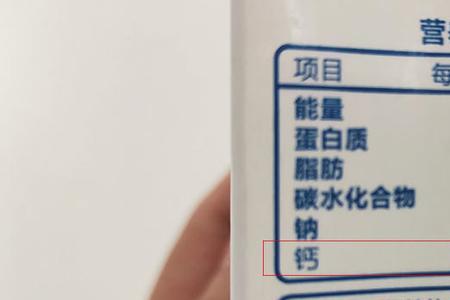 营
项目 每
能量
蛋白质
脂肪
碳水化合物
钠
钙